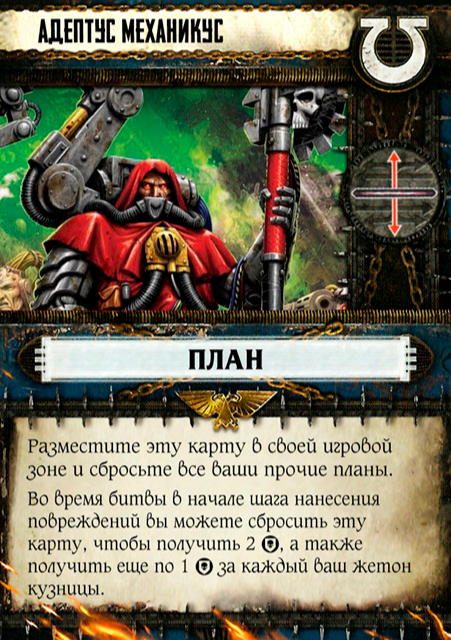 АДЕПТУС МЕХАНИКУС
ПЛАН
Разместите эту карту в своей игровой
зоне и сбросьте все ваши прочие планы.
Во время битвы в начале шага нанесения
повреждений вы можете сбросить эту
карту, чтобы получить 2 , а также
получить еще по 1 за каждый ваш жетон
кузницы.